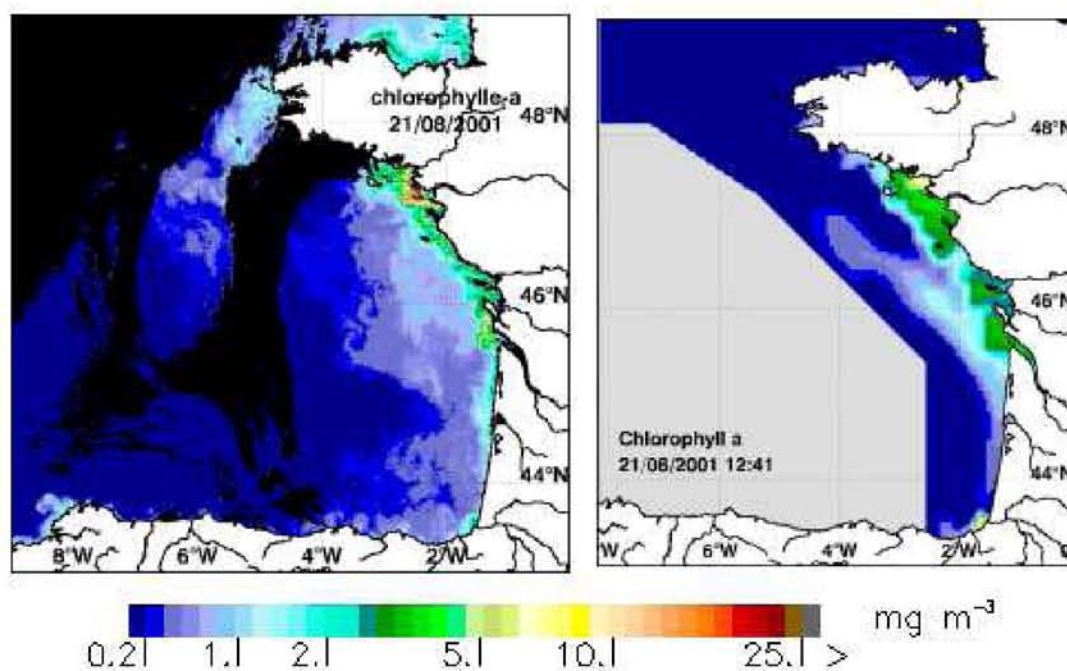 chlorophylle-a
21/08/2001
48°N
46°N
44°N
8°W 6°W 4°W 2°W
Chlorophyll a
21/08/2001 12:41
48°N
46°N
44°N
6°W 4°W 2°W
0.2 1. 2. 5. 10. 25. >
mg m⁻³